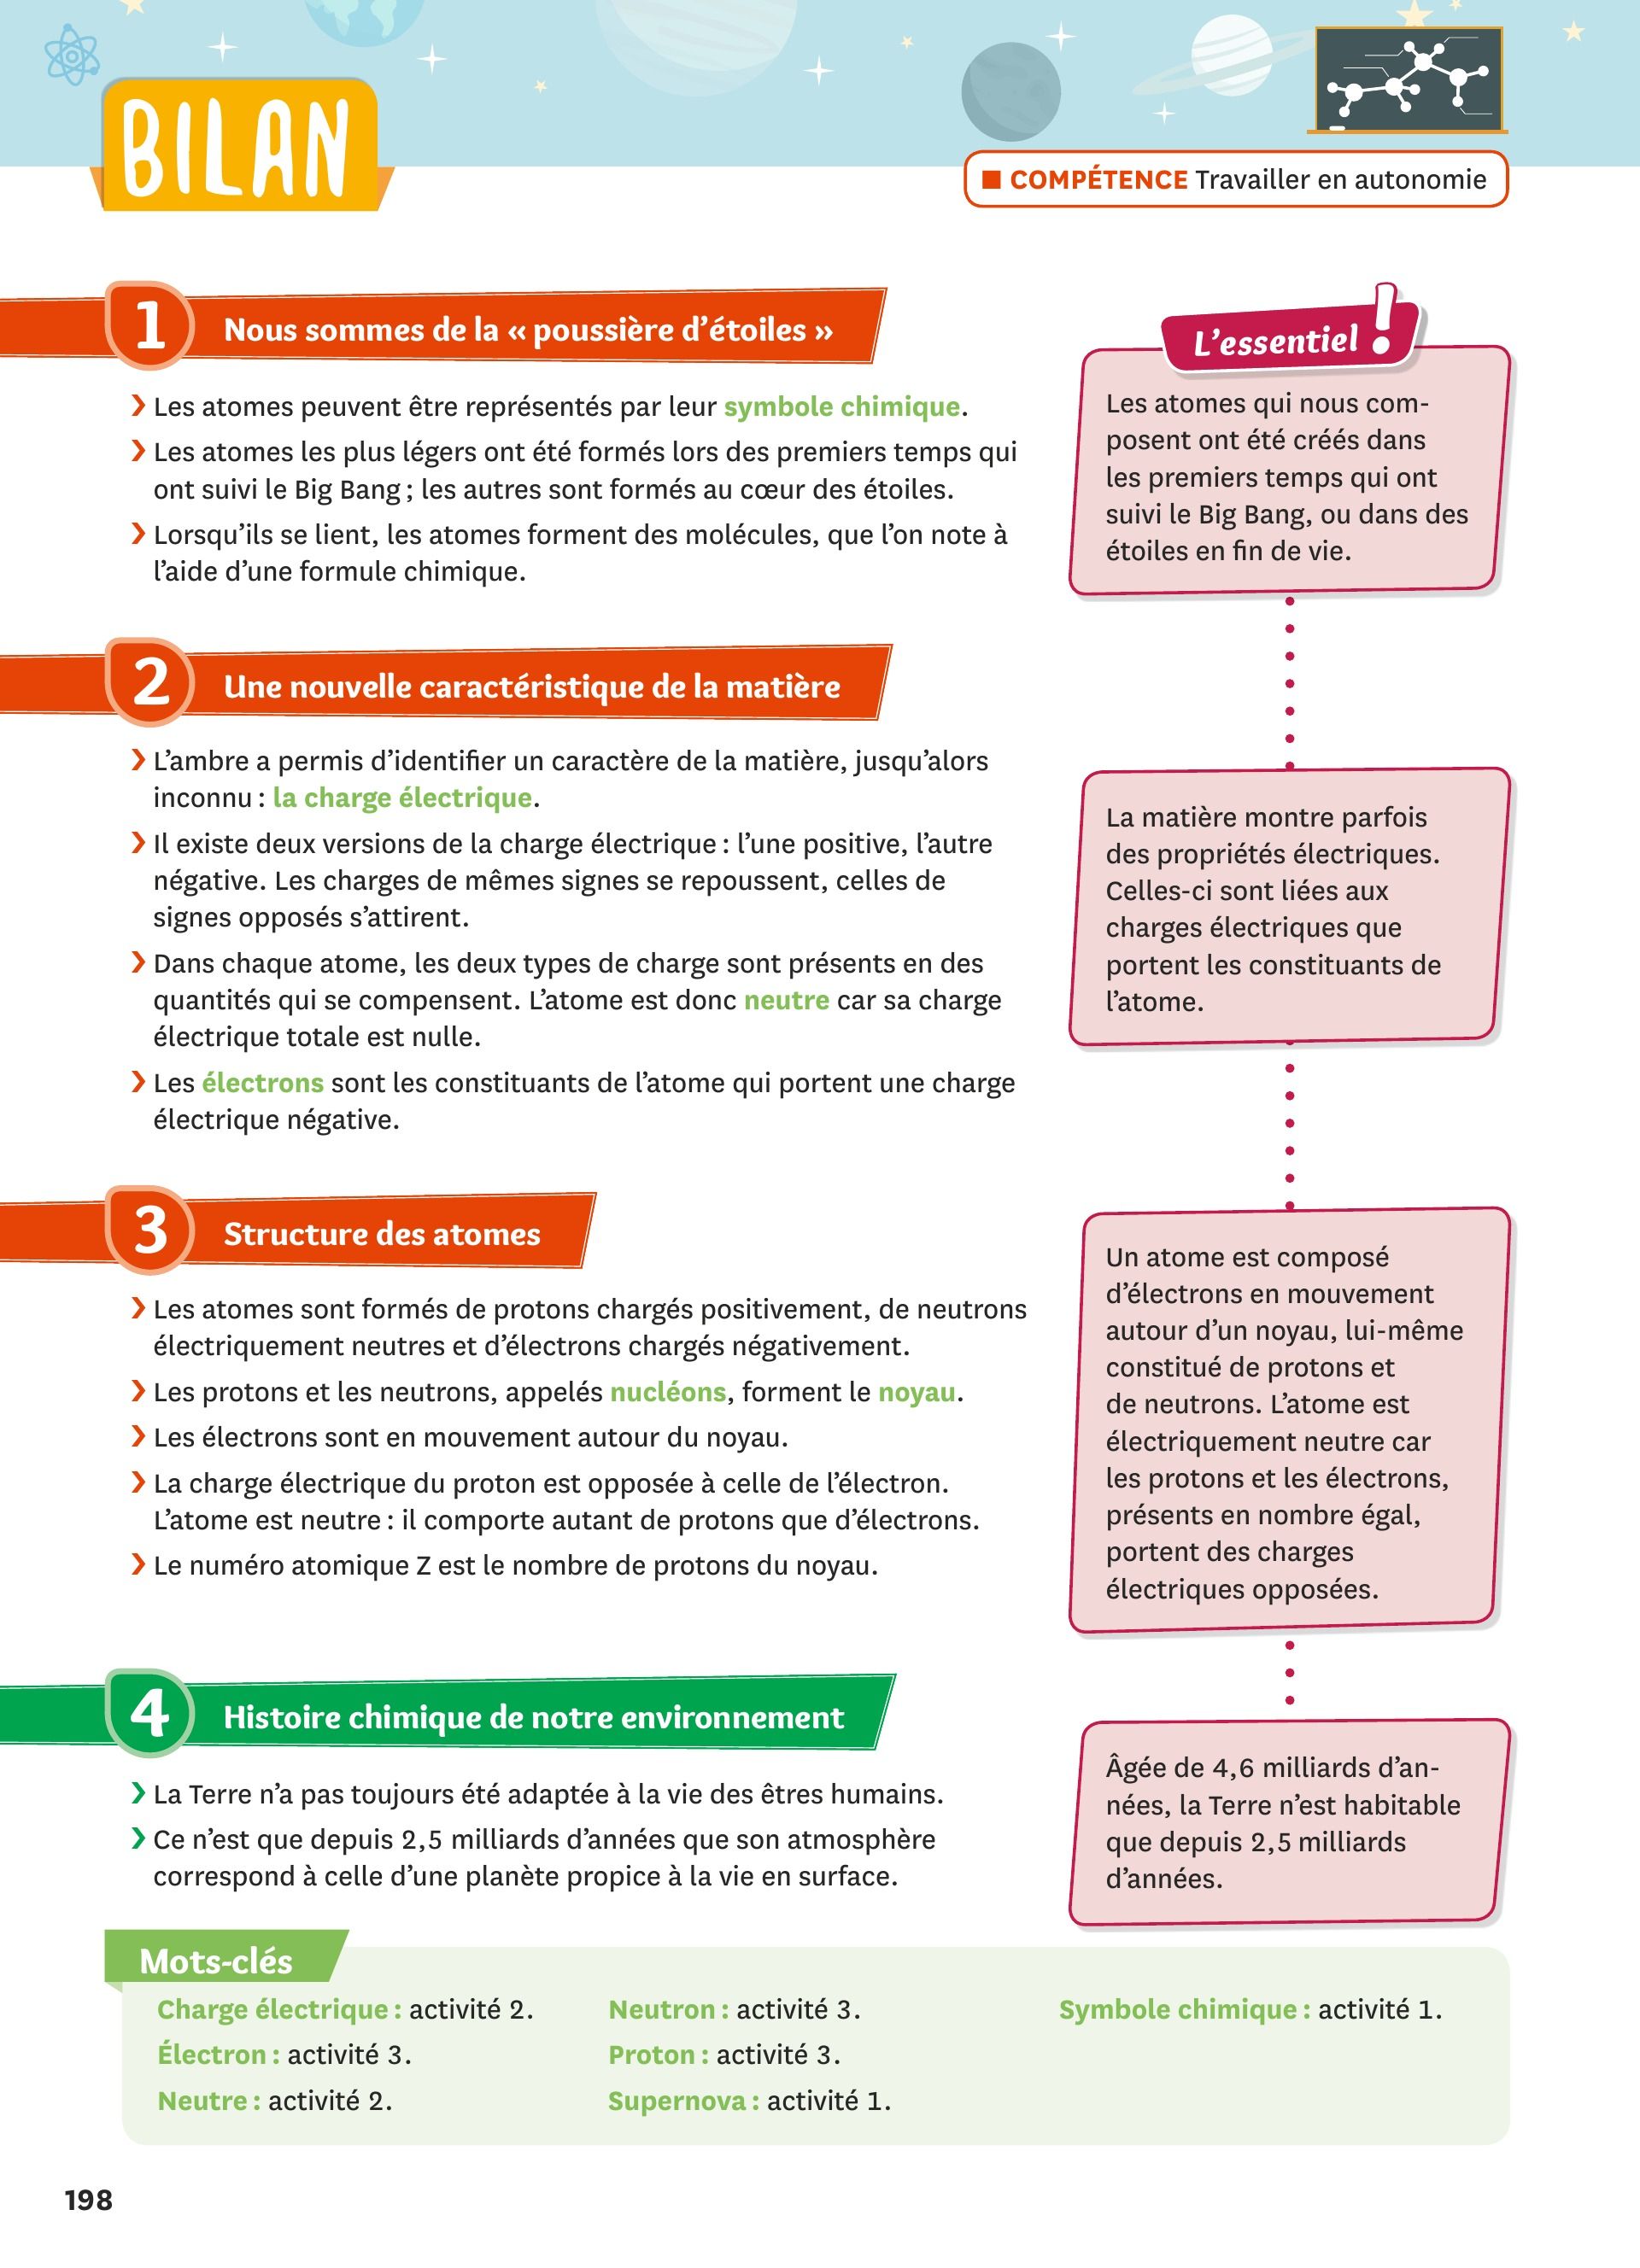 BILAN
■ COMPÉTENCE Travailler en autonomie
1 Nous sommes de la « poussière d’étoiles »
❯ Les atomes peuvent être représentés par leur symbole chimique.
❯ Les atomes les plus légers ont été formés lors des premiers temps qui
ont suivi le Big Bang ; les autres sont formés au cœur des étoiles.
❯ Lorsqu’ils se lient, les atomes forment des molécules, que l’on note à
l’aide d’une formule chimique.
L’essentiel !
Les atomes qui nous com-
posent ont été créés dans
les premiers temps qui ont
suivi le Big Bang, ou dans des
étoiles en fin de vie.
2 Une nouvelle caractéristique de la matière
❯ L’ambre a permis d’identifier un caractère de la matière, jusqu’alors
inconnu : la charge électrique.
❯ Il existe deux versions de la charge électrique : l’une positive, l’autre
négative. Les charges de mêmes signes se repoussent, celles de
signes opposés s’attirent.
❯ Dans chaque atome, les deux types de charge sont présents en des
quantités qui se compensent. L’atome est donc neutre car sa charge
électrique totale est nulle.
❯ Les électrons sont les constituants de l’atome qui portent une charge
électrique négative.
La matière montre parfois
des propriétés électriques.
Celles-ci sont liées aux
charges électriques que
portent les constituants de
l’atome.
3 Structure des atomes
❯ Les atomes sont formés de protons chargés positivement, de neutrons
électriquement neutres et d’électrons chargés négativement.
❯ Les protons et les neutrons, appelés nucléons, forment le noyau.
❯ Les électrons sont en mouvement autour du noyau.
❯ La charge électrique du proton est opposée à celle de l’électron.
L’atome est neutre : il comporte autant de protons que d’électrons.
❯ Le numéro atomique Z est le nombre de protons du noyau.
Un atome est composé
d’électrons en mouvement
autour d’un noyau, lui-même
constitué de protons et
de neutrons. L’atome est
électriquement neutre car
les protons et les électrons,
présents en nombre égal,
portent des charges
électriques opposées.
4 Histoire chimique de notre environnement
❯ La Terre n’a pas toujours été adaptée à la vie des êtres humains.
❯ Ce n’est que depuis 2,5 milliards d’années que son atmosphère
correspond à celle d’une planète propice à la vie en surface.
Âgée de 4,6 milliards d’an-
nées, la Terre n’est habitable
que depuis 2,5 milliards
d’années.
Mots-clés
Charge électrique : activité 2.
Électron : activité 3.
Neutre : activité 2.
Neutron : activité 3.
Proton : activité 3.
Supernova : activité 1.
Symbole chimique : activité 1.
198